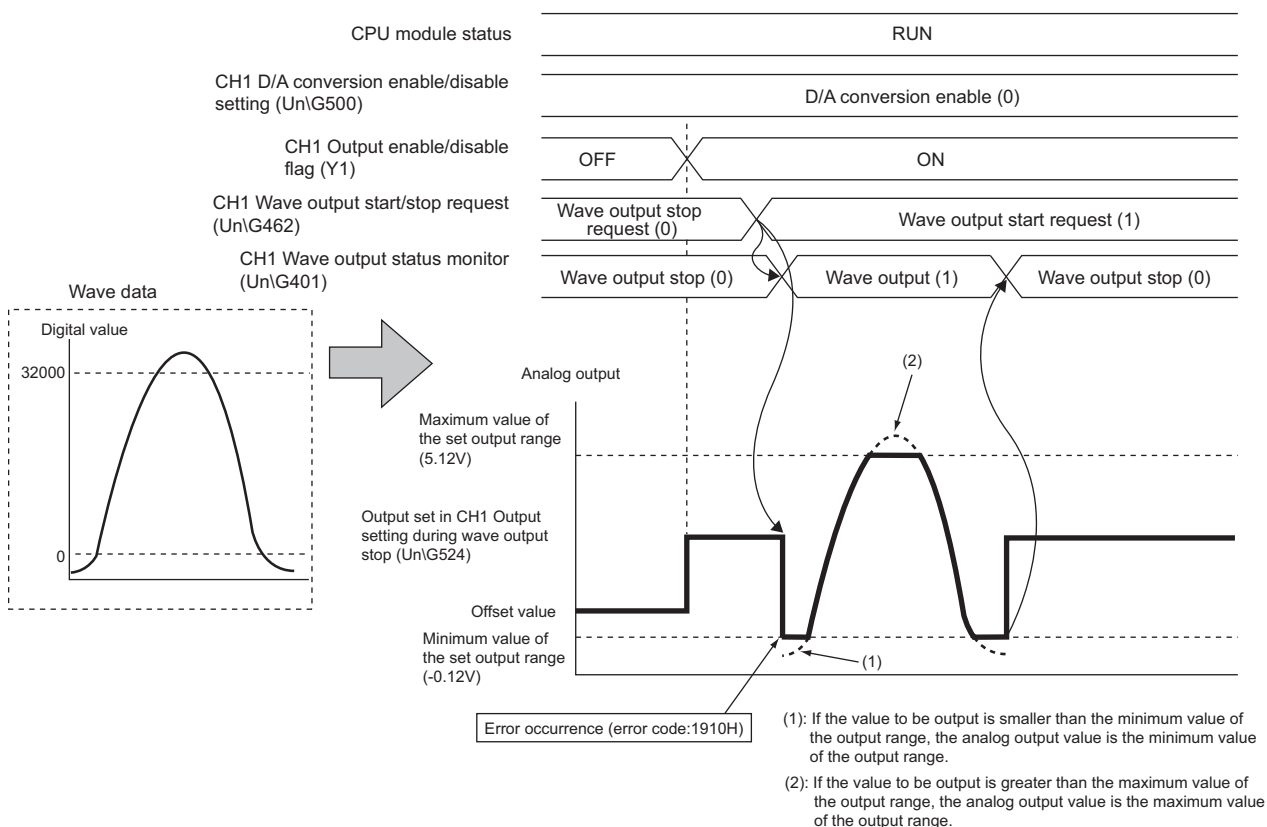 CPU module status
RUN
CH1 D/A conversion enable/disable
setting (Un\G500)
D/A conversion enable (0)
CH1 Output enable/disable
flag (Y1)
OFF
ON
CH1 Wave output start/stop request
(Un\G462)
Wave output stop
request (0)
Wave output start request (1)
CH1 Wave output status monitor
(Un\G401)
Wave output stop (0)
Wave output (1)
Wave output stop (0)
Wave data
Digital value
32000
0
Analog output
(2)
Maximum value of
the set output range
(5.12V)
Output set in CH1 Output
setting during wave output
stop (Un\G524)
Offset value
Minimum value of
the set output range
(-0.12V)
(1)
Error occurrence (error code:1910H)
(1): If the value to be output is smaller than the minimum value of
the output range, the analog output value is the minimum value
of the output range.
(2): If the value to be output is greater than the maximum value of
the output range, the analog output value is the maximum value
of the output range.